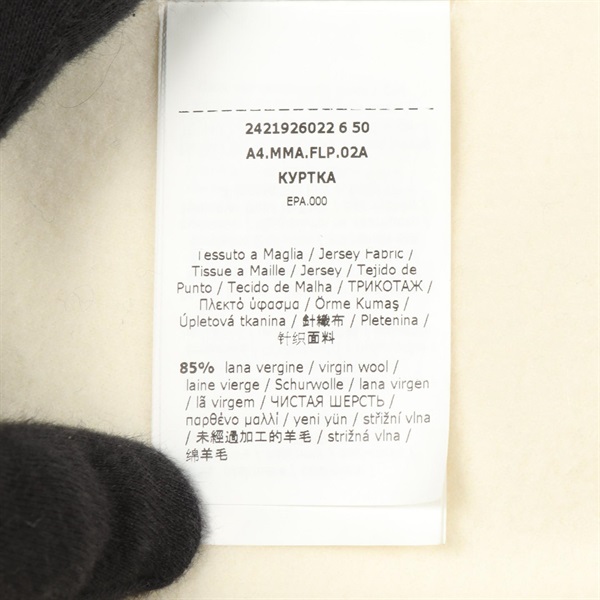 2421926022 6 50
A4.MMA.FLP.02A
КУРТКА
EPA.000
Tessuto a Maglia / Jersey Fabric /
Tissue a Maille / Jersey / Tejido de
Punto / Tecido de Malha / ТРИКОТАЖ /
Πλεκτό ύφασμα / Örme Kumaş /
Úpletová tkanina / 針織布 / Pletenina /
针织面料
85% lana vergine / virgin wool /
laine vierge / Schurwolle / lana virgen
/ lã virgem / ЧИСТАЯ ШЕРСТЬ /
παρθένο μαλλί / yeni yün / střižní vlna
/ 未經過加工的羊毛 / strižná vlna /
绵羊毛